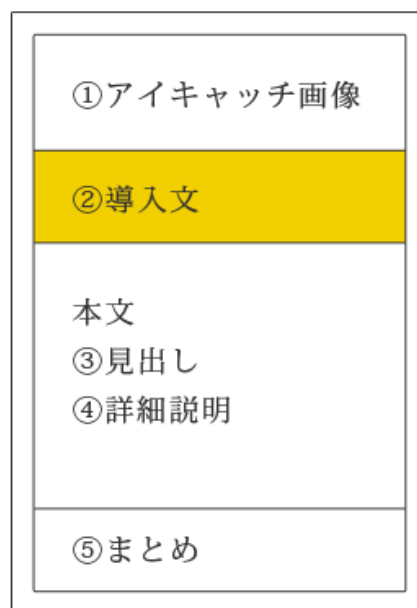 ①アイキャッチ画像
②導入文
本文
③見出し
④詳細説明
⑤まとめ